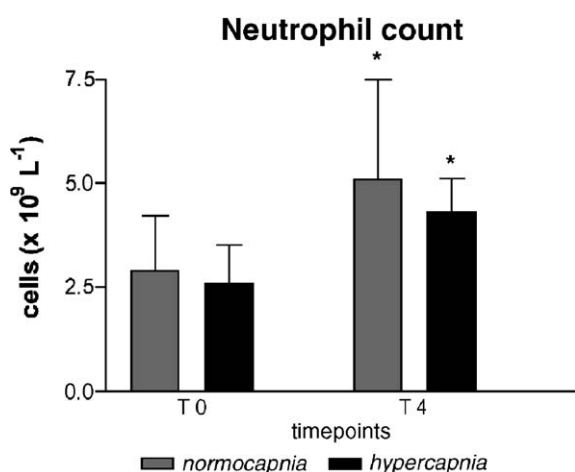 Neutrophil count
*
7.5
*
5.0
2.5
0.0
cells (x 10⁹ L⁻¹)
T 0 T 4
timepoints
normocapnia hypercapnia